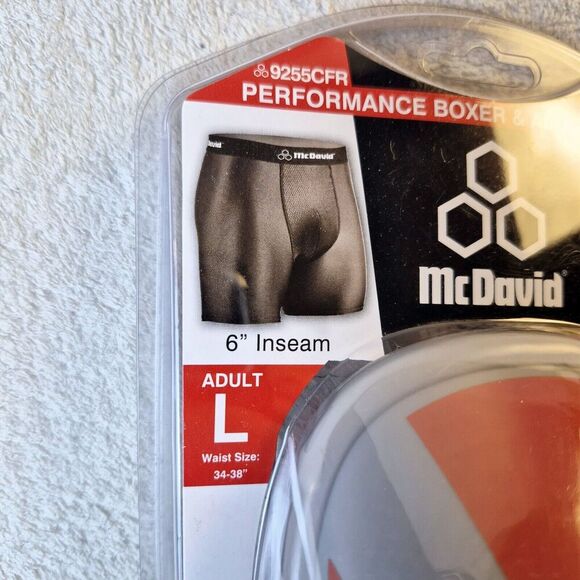 9255CFR
PERFORMANCE BOXER &
McDavid
McDavid
6" Inseam
ADULT
L
Waist Size:
34-38"